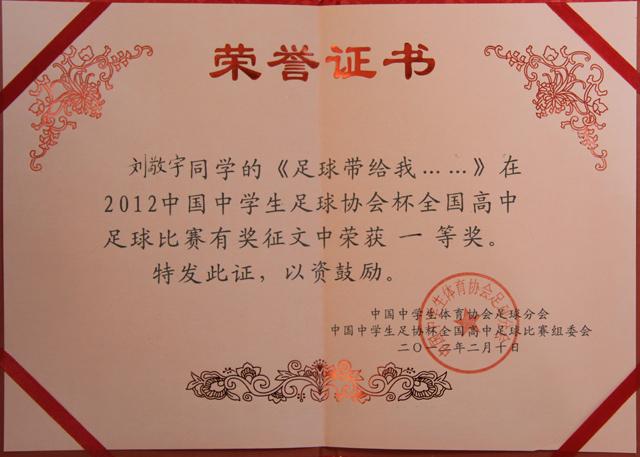 荣誉证书
刘敬宇同学的《足球带给我……》在
2012中国中学生足球协会杯全国高中
足球比赛有奖征文中荣获 一 等奖。
特发此证，以资鼓励。
中国中学生体育协会足球分会
中国中学生足协杯全国高中足球比赛组委会
二〇一二年二月十日